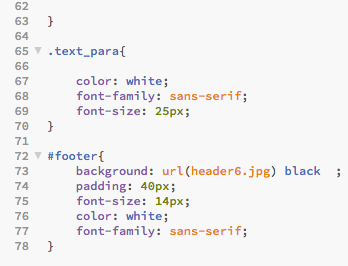 62
63 }
64
65 .text_para{
66
67 color: white;
68 font-family: sans-serif;
69 font-size: 25px;
70 }
71
72 #footer{
73 background: url(header6.jpg) black ;
74 padding: 40px;
75 font-size: 14px;
76 color: white;
77 font-family: sans-serif;
78 }